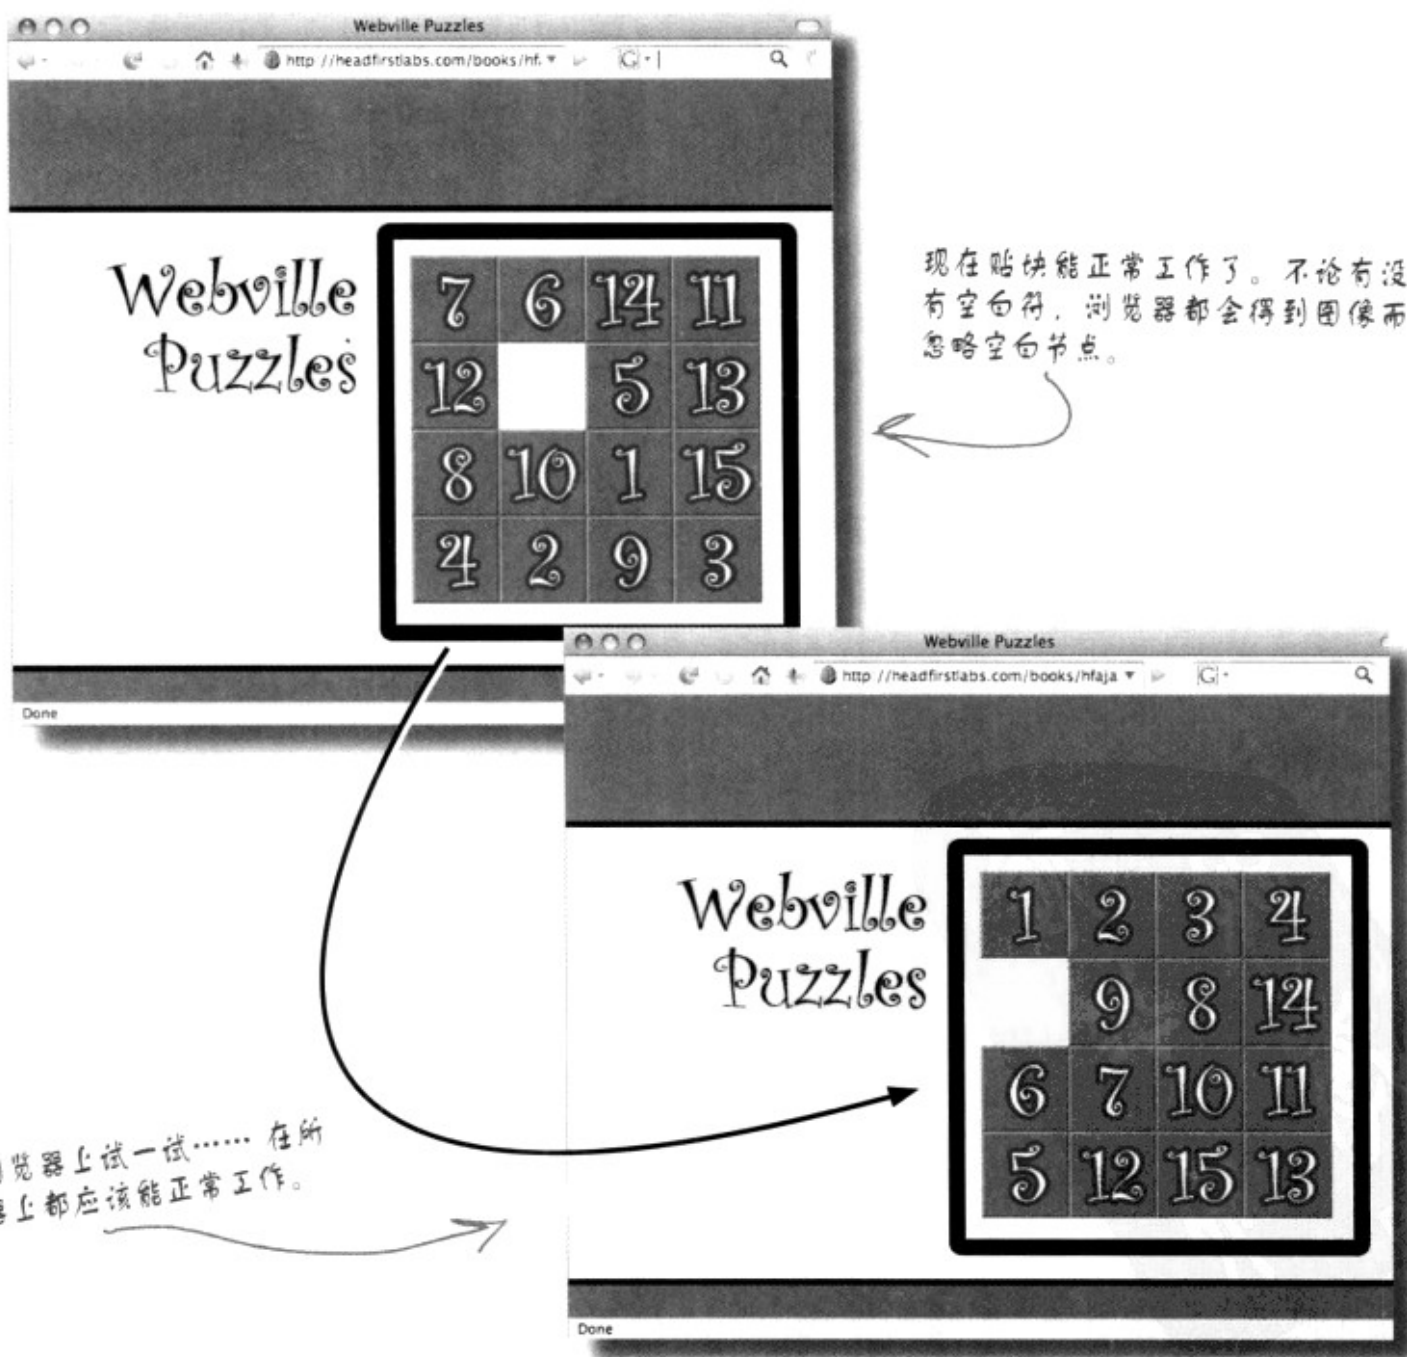 Webville Puzzles
http://headfirstlabs.com/books/hf.
G
Webville
Puzzles
7 6 14 11
12 5 13
8 10 1 15
4 2 9 3
Done
现在贴块能正常工作了。不论有没
有空白符，浏览器都会得到图像而
忽略空白节点。
Webville Puzzles
http://headfirstlabs.com/books/hfaja
G
Webville
Puzzles
1 2 3 4
9 8 14
6 7 10 11
5 12 15 13
Done
览器上试一试…… 在所
器上都应该能正常工作。